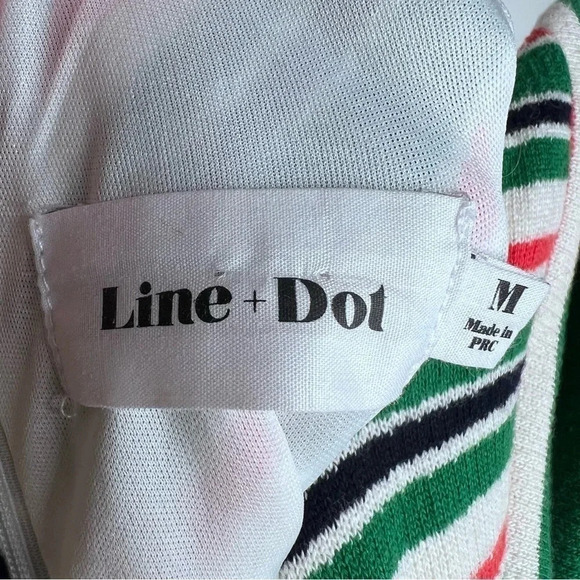 Line + Dot
M
Made in
PRC